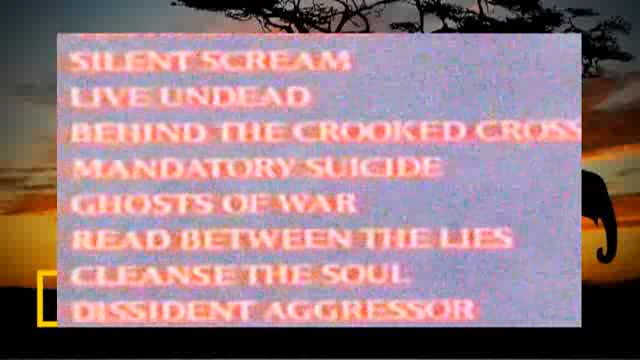 SILENT SCREAM
LIVE UNDEAD
BEHIND THE CROOKED CROSS
MANDATORY SUICIDE
GHOSTS OF WAR
READ BETWEEN THE LIES
CLEANSE THE SOUL
DISSIDENT AGGRESSOR